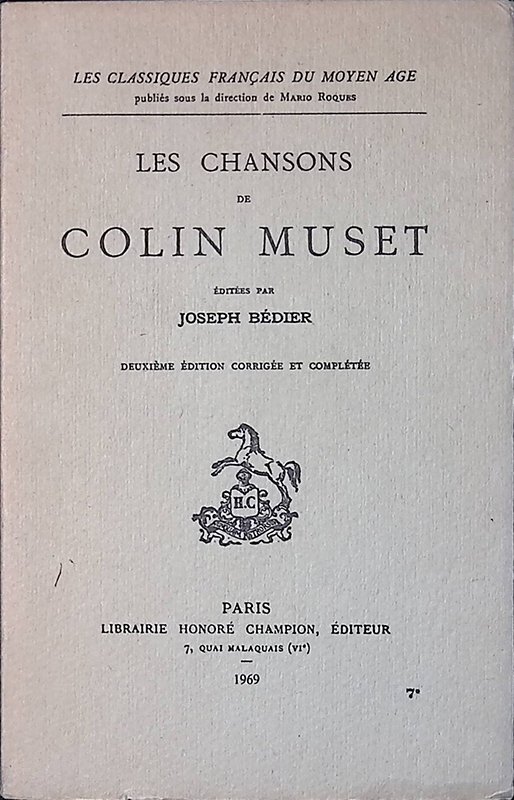 LES CLASSIQUES FRANÇAIS DU MOYEN AGE
publiés sous la direction de MARIO ROQUES
LES CHANSONS
DE
COLIN MUSET
ÉDITÉES PAR
JOSEPH BÉDIER
DEUXIÈME ÉDITION CORRIGÉE ET COMPLÉTÉE
H.C
PARIS
LIBRAIRIE HONORÉ CHAMPION, ÉDITEUR
7, QUAI MALAQUAIS (VIᵉ)
1969
7º